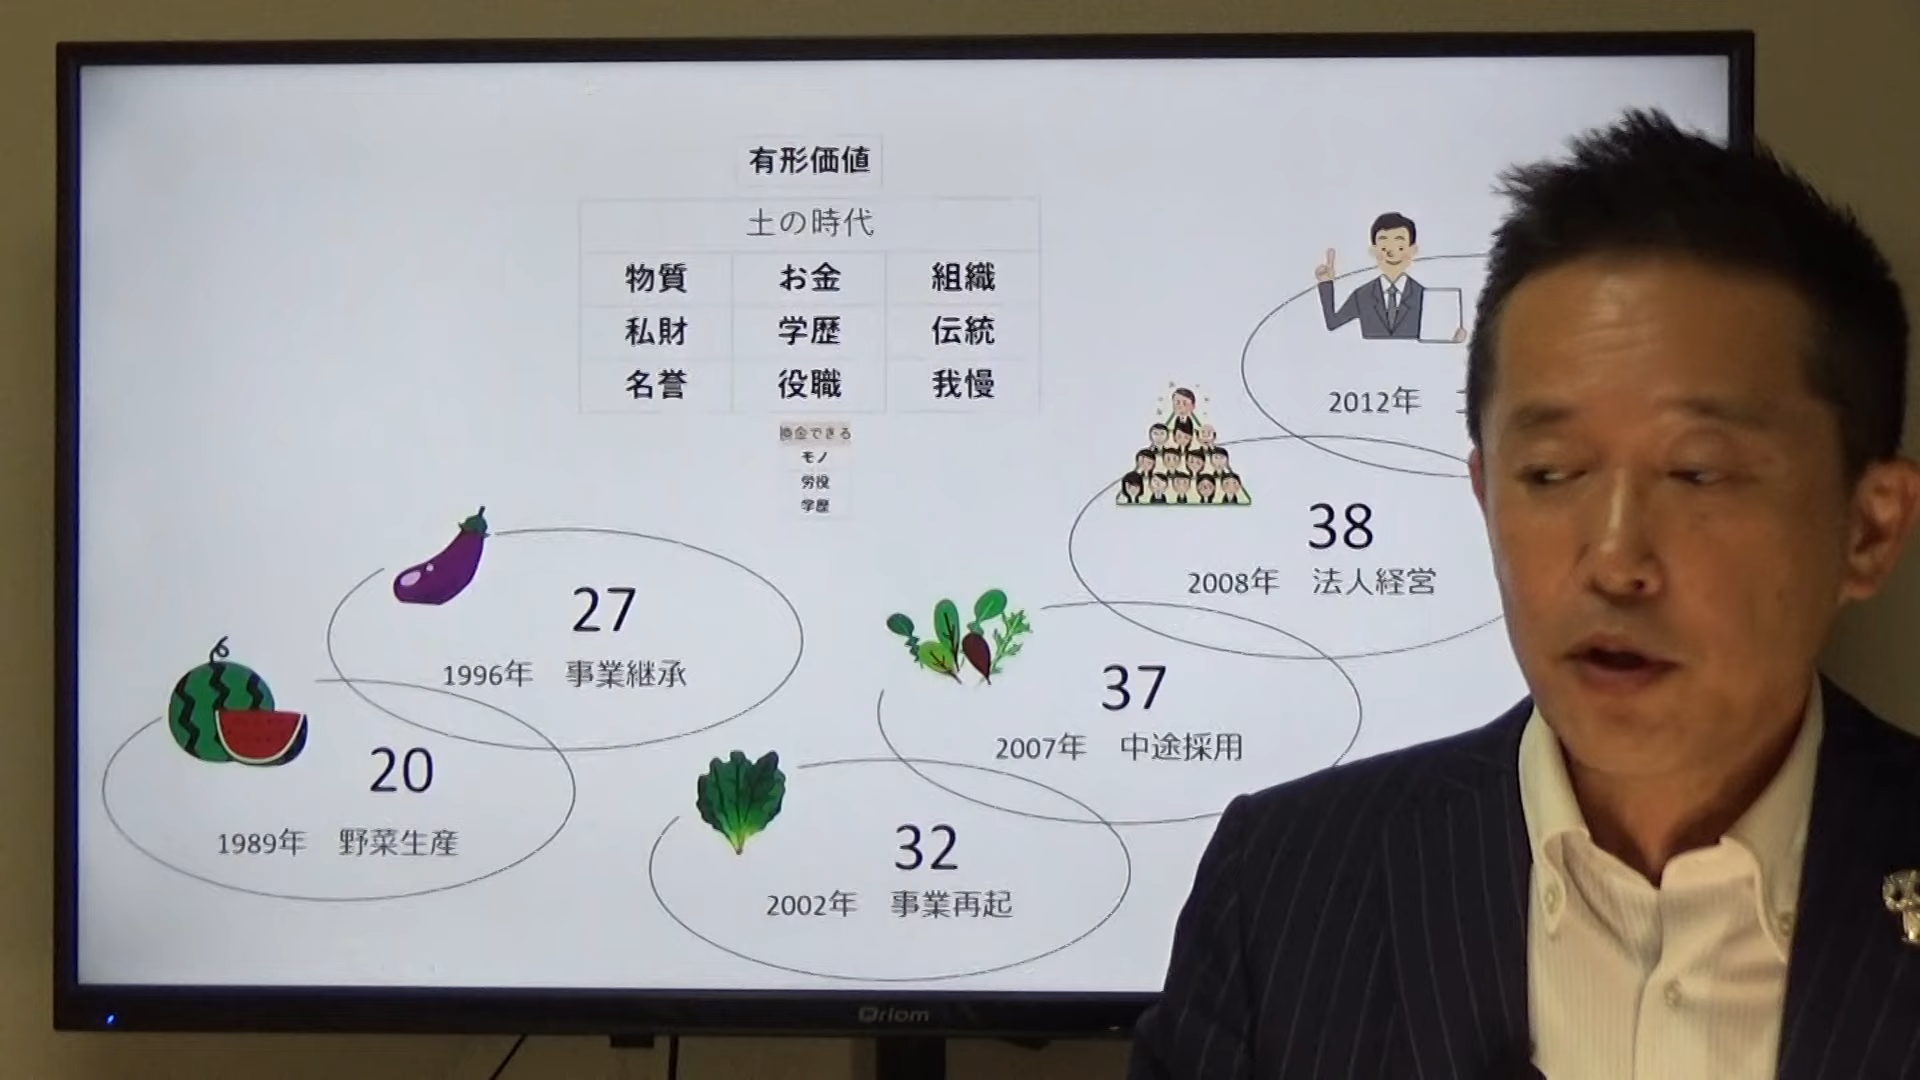 有形価値
土の時代
物質 お金 組織
私財 学歴 伝統
名誉 役職 我慢
換金できる
モノ
労役
学歴
2012年
38
2008年 法人経営
27
1996年 事業継承
37
2007年 中途採用
20
1989年 野菜生産
32
2002年 事業再起
Qriom